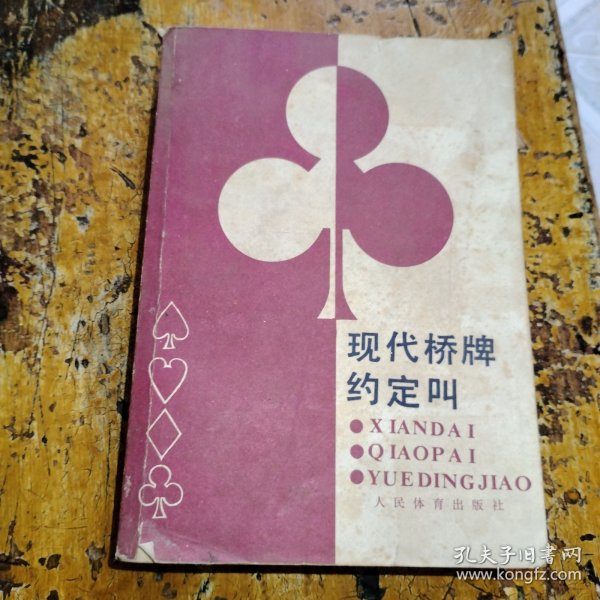 现代桥牌
约定叫
●XIANDAI
●QIAOPAI
●YUEDINGJIAO
人民体育出版社
孔夫子旧书网
www.kongfz.com